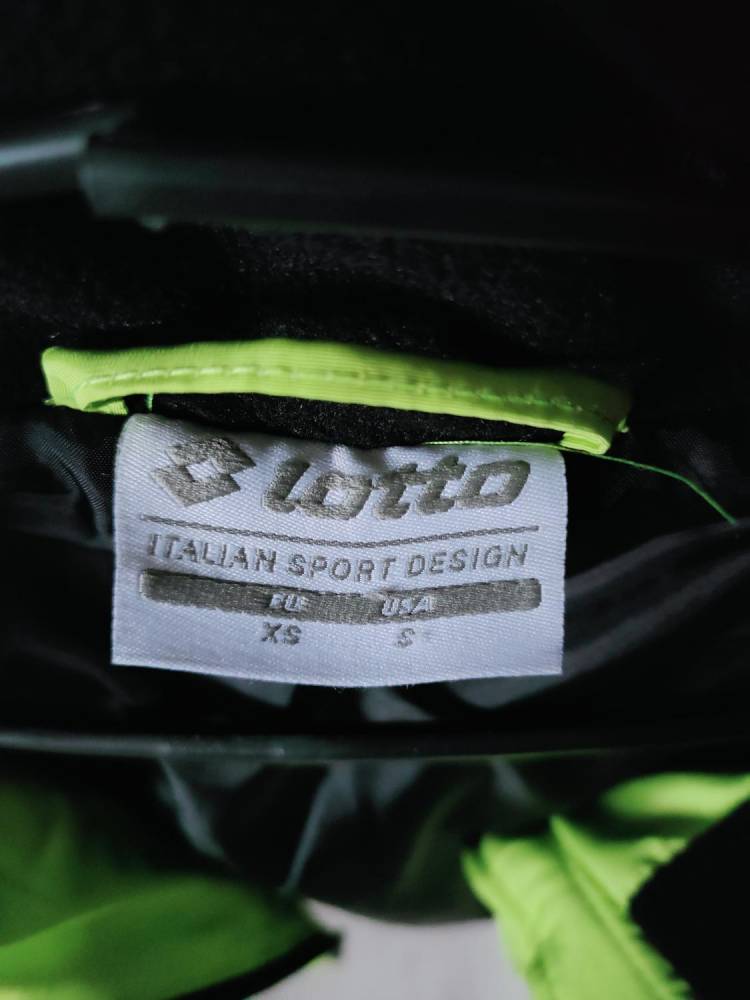 lotto
ITALIAN SPORT DESIGN
EU USA
XS S